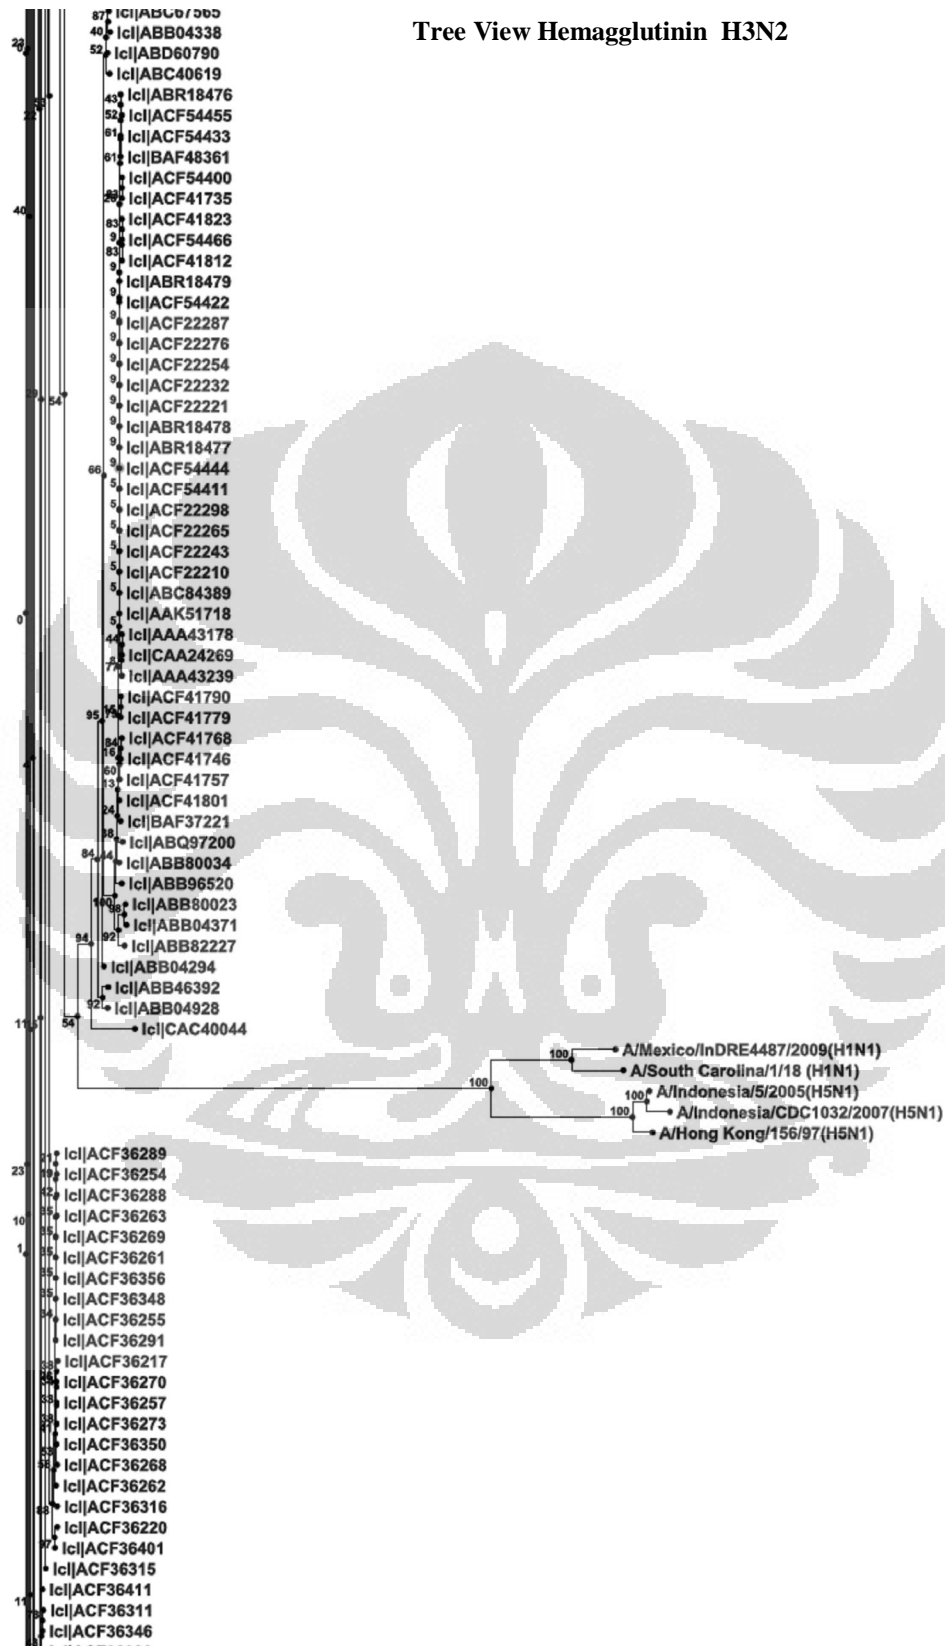 Tree View Hemagglutinin H3N2
lcl|ABC67565
lcl|ABB04338
lcl|ABD60790
lcl|ABC40619
lcl|ABR18476
lcl|ACF54455
lcl|ACF54433
lcl|BAF48361
lcl|ACF54400
lcl|ACF41735
lcl|ACF41823
lcl|ACF54466
lcl|ACF41812
lcl|ABR18479
lcl|ACF54422
lcl|ACF22287
lcl|ACF22276
lcl|ACF22254
lcl|ACF22232
lcl|ACF22221
lcl|ABR18478
lcl|ABR18477
lcl|ACF54444
lcl|ACF54411
lcl|ACF22298
lcl|ACF22265
lcl|ACF22243
lcl|ACF22210
lcl|ABC84389
lcl|AAK51718
lcl|AAA43178
lcl|CAA24269
lcl|AAA43239
lcl|ACF41790
lcl|ACF41779
lcl|ACF41768
lcl|ACF41746
lcl|ACF41757
lcl|ACF41801
lcl|BAF37221
lcl|ABQ97200
lcl|ABB80034
lcl|ABB96520
lcl|ABB80023
lcl|ABB04371
lcl|ABB82227
lcl|ABB04294
lcl|ABB46392
lcl|ABB04928
lcl|CAC40044
A/Mexico/InDRE4487/2009(H1N1)
A/South Carolina/1/18 (H1N1)
A/Indonesia/5/2005(H5N1)
A/Indonesia/CDC1032/2007(H5N1)
A/Hong Kong/156/97(H5N1)
lcl|ACF36289
lcl|ACF36254
lcl|ACF36288
lcl|ACF36263
lcl|ACF36269
lcl|ACF36261
lcl|ACF36356
lcl|ACF36348
lcl|ACF36255
lcl|ACF36291
lcl|ACF36217
lcl|ACF36270
lcl|ACF36257
lcl|ACF36273
lcl|ACF36350
lcl|ACF36268
lcl|ACF36262
lcl|ACF36316
lcl|ACF36220
lcl|ACF36401
lcl|ACF36315
lcl|ACF36411
lcl|ACF36311
lcl|ACF36346